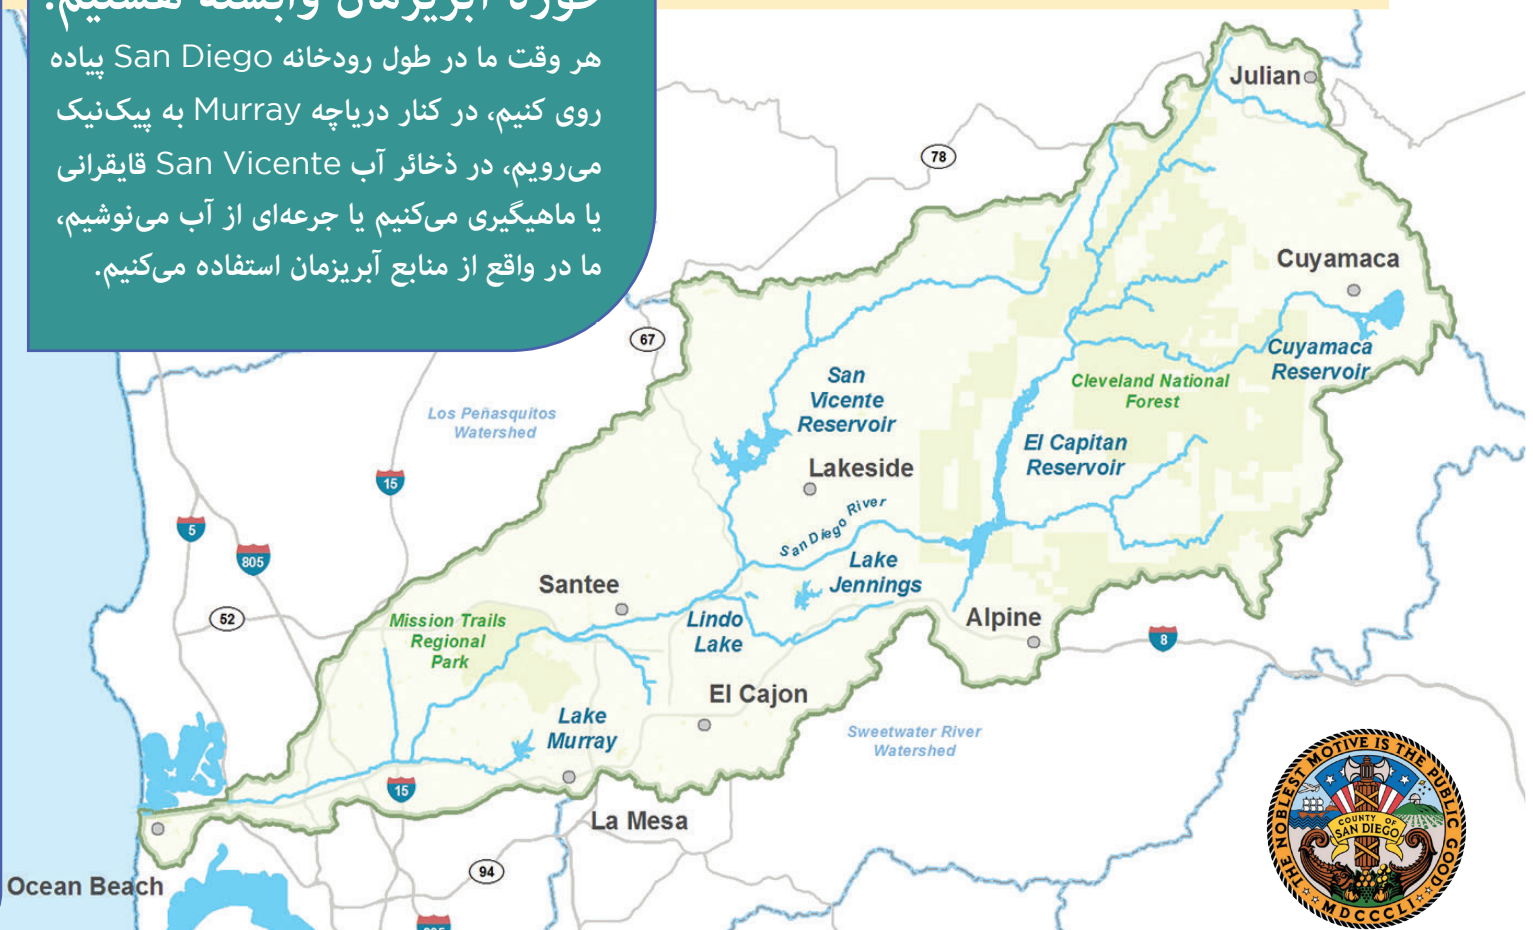 حوزه آبریزمان وابسته هستیم.
هر وقت ما در طول رودخانه San Diego پیاده
روی کنیم، در کنار دریاچه Murray به پیک‌نیک
می‌رویم، در ذخائر آب San Vicente قایقرانی
یا ماهیگیری می‌کنیم یا جرعه‌ای از آب می‌نوشیم،
ما در واقع از منابع آبریزمان استفاده می‌کنیم.
Julian
78
Cuyamaca
67
Cuyamaca
Reservoir
San
Vicente
Reservoir
Cleveland National
Forest
Los Peñasquitos
Watershed
El Capitan
Reservoir
Lakeside
15
San Diego River
5
805
Lake
Jennings
Santee
52
Mission Trails
Regional
Park
Lindo
Lake
Alpine
8
El Cajon
Lake
Murray
Sweetwater River
Watershed
15
La Mesa
94
Ocean Beach
805
THE NOBLEST MOTIVE IS THE PUBLIC GOOD
COUNTY OF
SAN DIEGO
MDCCCLI